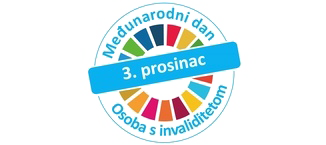 Međunarodni dan
3. prosinac
Osoba s invaliditetom